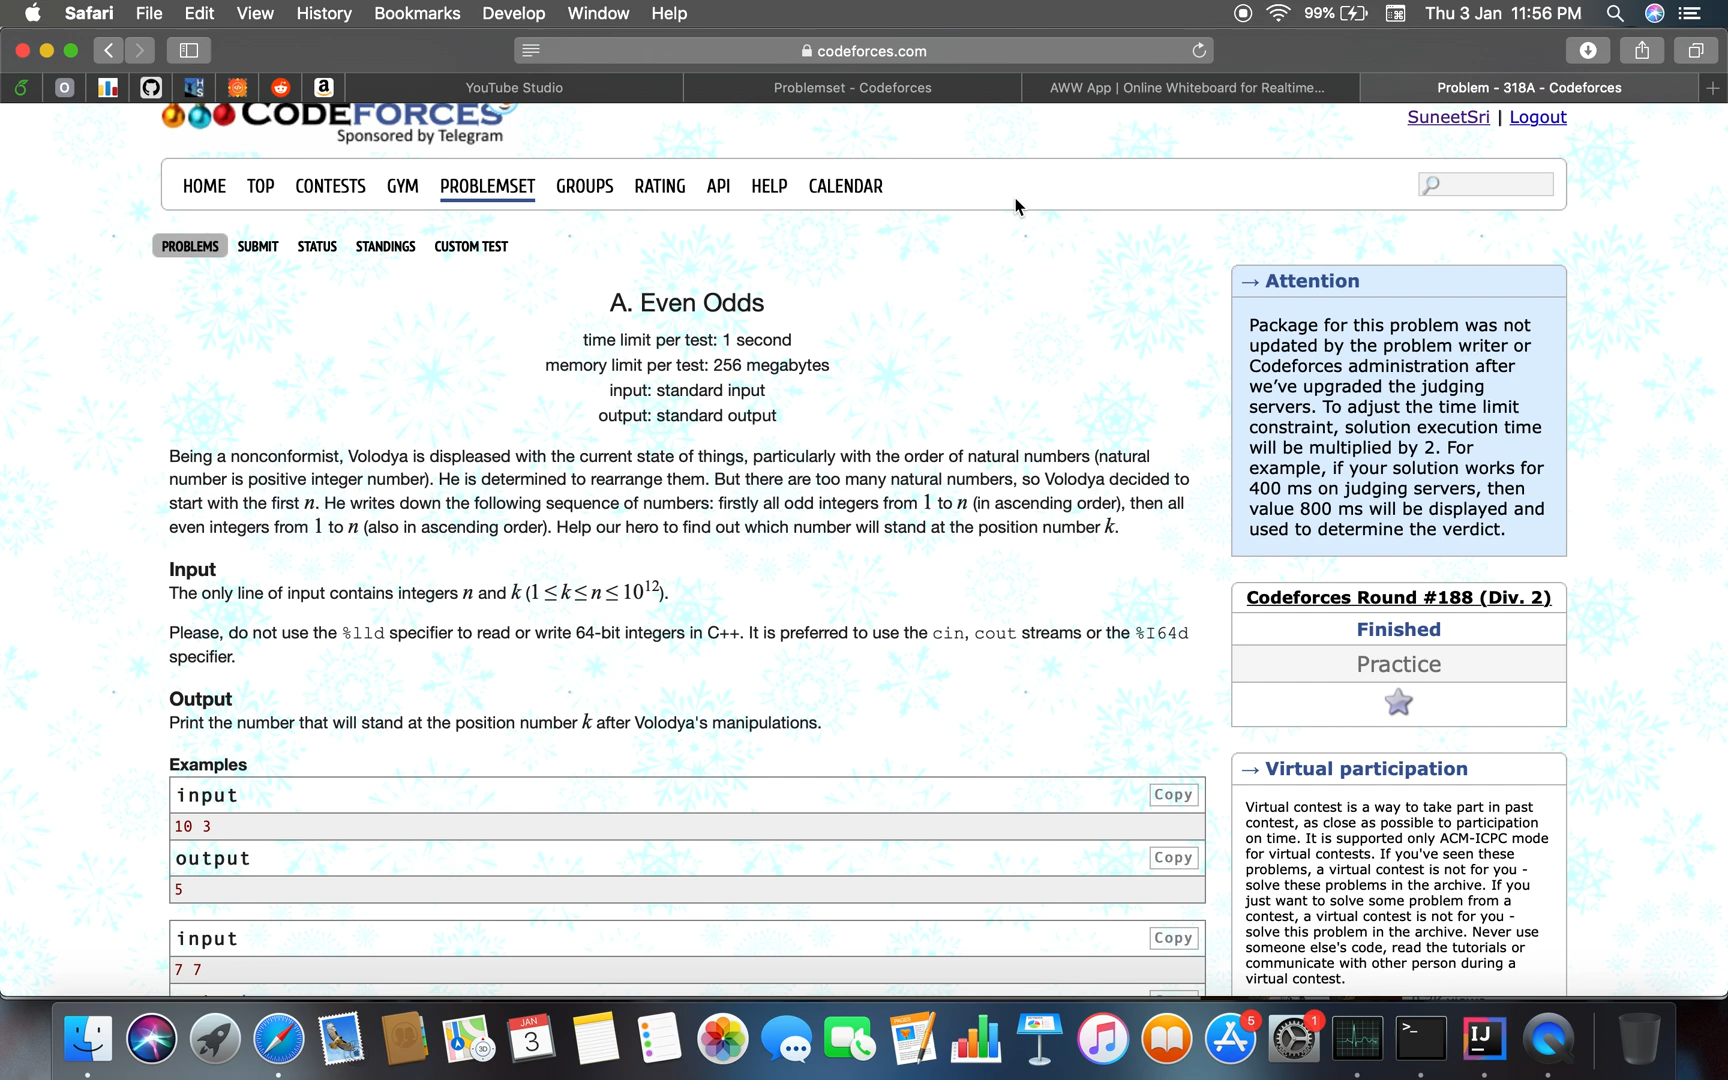 Safari File Edit View History Bookmarks Develop Window Help 99% Thu 3 Jan 11:56 PM
codeforces.com
YouTube Studio Problemset - Codeforces AWW App | Online Whiteboard for Realtime... Problem - 318A - Codeforces
CODEFORCES
Sponsored by Telegram
SuneetSri | Logout
HOME TOP CONTESTS GYM PROBLEMSET GROUPS RATING API HELP CALENDAR
PROBLEMS SUBMIT STATUS STANDINGS CUSTOM TEST
A. Even Odds
time limit per test: 1 second
memory limit per test: 256 megabytes
input: standard input
output: standard output
Being a nonconformist, Volodya is displeased with the current state of things, particularly with the order of natural numbers (natural
number is positive integer number). He is determined to rearrange them. But there are too many natural numbers, so Volodya decided to
start with the first n. He writes down the following sequence of numbers: firstly all odd integers from 1 to n (in ascending order), then all
even integers from 1 to n (also in ascending order). Help our hero to find out which number will stand at the position number k.
Input
The only line of input contains integers n and k (1 ≤ k ≤ n ≤ 10¹²).
Please, do not use the %lld specifier to read or write 64-bit integers in C++. It is preferred to use the cin, cout streams or the %I64d
specifier.
Output
Print the number that will stand at the position number k after Volodya's manipulations.
Examples
input Copy
10 3
output Copy
5
input Copy
7 7
→ Attention
Package for this problem was not
updated by the problem writer or
Codeforces administration after
we've upgraded the judging
servers. To adjust the time limit
constraint, solution execution time
will be multiplied by 2. For
example, if your solution works for
400 ms on judging servers, then
value 800 ms will be displayed and
used to determine the verdict.
Codeforces Round #188 (Div. 2)
Finished
Practice
→ Virtual participation
Virtual contest is a way to take part in past
contest, as close as possible to participation
on time. It is supported only ACM-ICPC mode
for virtual contests. If you've seen these
problems, a virtual contest is not for you -
solve these problems in the archive. If you
just want to solve some problem from a
contest, a virtual contest is not for you -
solve this problem in the archive. Never use
someone else's code, read the tutorials or
communicate with other person during a
virtual contest.
JAN
3
3D
5
1
IJ